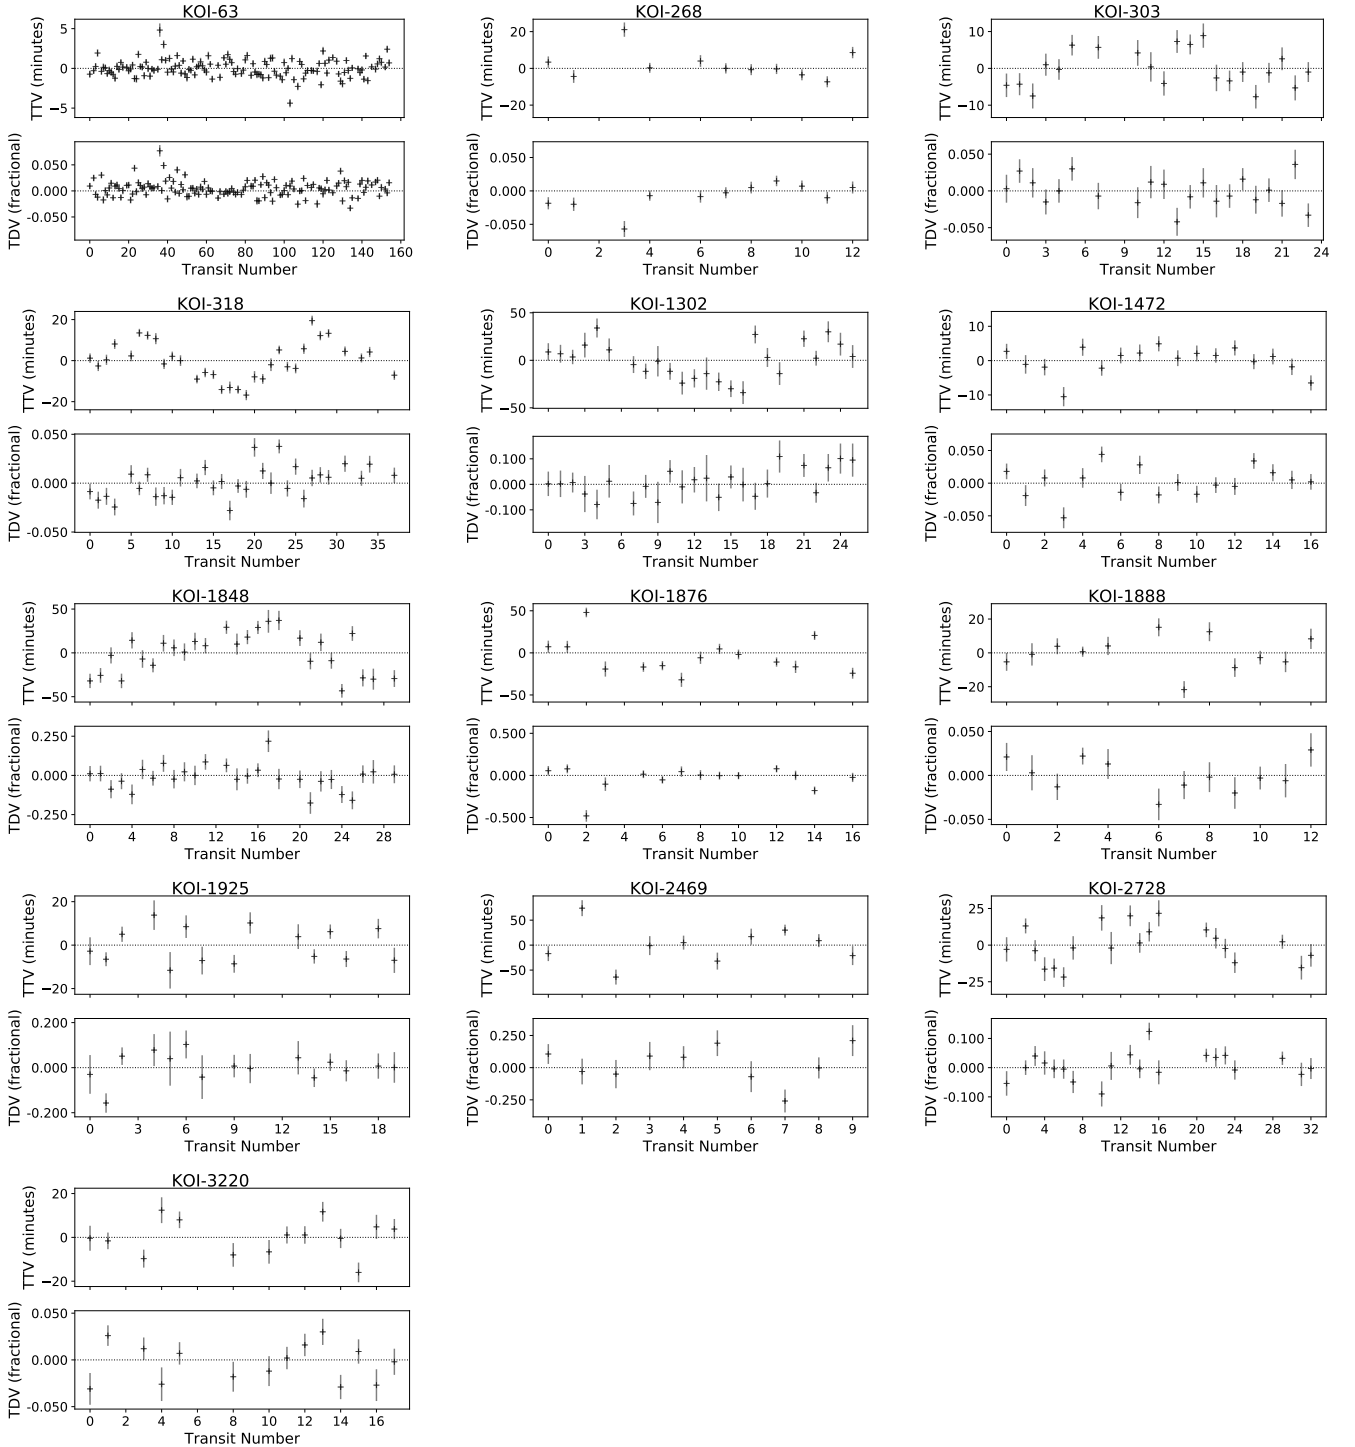 KOI-63
TTV (minutes)
5
0
−5
TDV (fractional)
0.050
0.000
-0.050
0 20 40 60 80 100 120 140 160
Transit Number
KOI-268
TTV (minutes)
20
0
−20
TDV (fractional)
0.050
0.000
-0.050
0 2 4 6 8 10 12
Transit Number
KOI-303
TTV (minutes)
10
0
−10
TDV (fractional)
0.050
0.000
-0.050
0 3 6 9 12 15 18 21 24
Transit Number
KOI-318
TTV (minutes)
20
0
−20
TDV (fractional)
0.050
0.000
-0.050
0 5 10 15 20 25 30 35
Transit Number
KOI-1302
TTV (minutes)
50
0
−50
TDV (fractional)
0.100
0.000
-0.100
0 3 6 9 12 15 18 21 24
Transit Number
KOI-1472
TTV (minutes)
10
0
−10
TDV (fractional)
0.050
0.000
-0.050
0 2 4 6 8 10 12 14 16
Transit Number
KOI-1848
TTV (minutes)
50
0
−50
TDV (fractional)
0.250
0.000
-0.250
0 4 8 12 16 20 24 28
Transit Number
KOI-1876
TTV (minutes)
50
0
−50
TDV (fractional)
0.500
0.000
-0.500
0 2 4 6 8 10 12 14 16
Transit Number
KOI-1888
TTV (minutes)
20
0
−20
TDV (fractional)
0.050
0.000
-0.050
0 2 4 6 8 10 12
Transit Number
KOI-1925
TTV (minutes)
20
0
−20
TDV (fractional)
0.200
0.000
-0.200
0 3 6 9 12 15 18
Transit Number
KOI-2469
TTV (minutes)
50
0
−50
TDV (fractional)
0.250
0.000
-0.250
0 1 2 3 4 5 6 7 8 9
Transit Number
KOI-2728
TTV (minutes)
25
0
−25
TDV (fractional)
0.100
0.000
-0.100
0 4 8 12 16 20 24 28 32
Transit Number
KOI-3220
TTV (minutes)
20
0
−20
TDV (fractional)
0.050
0.000
-0.050
0 2 4 6 8 10 12 14 16
Transit Number